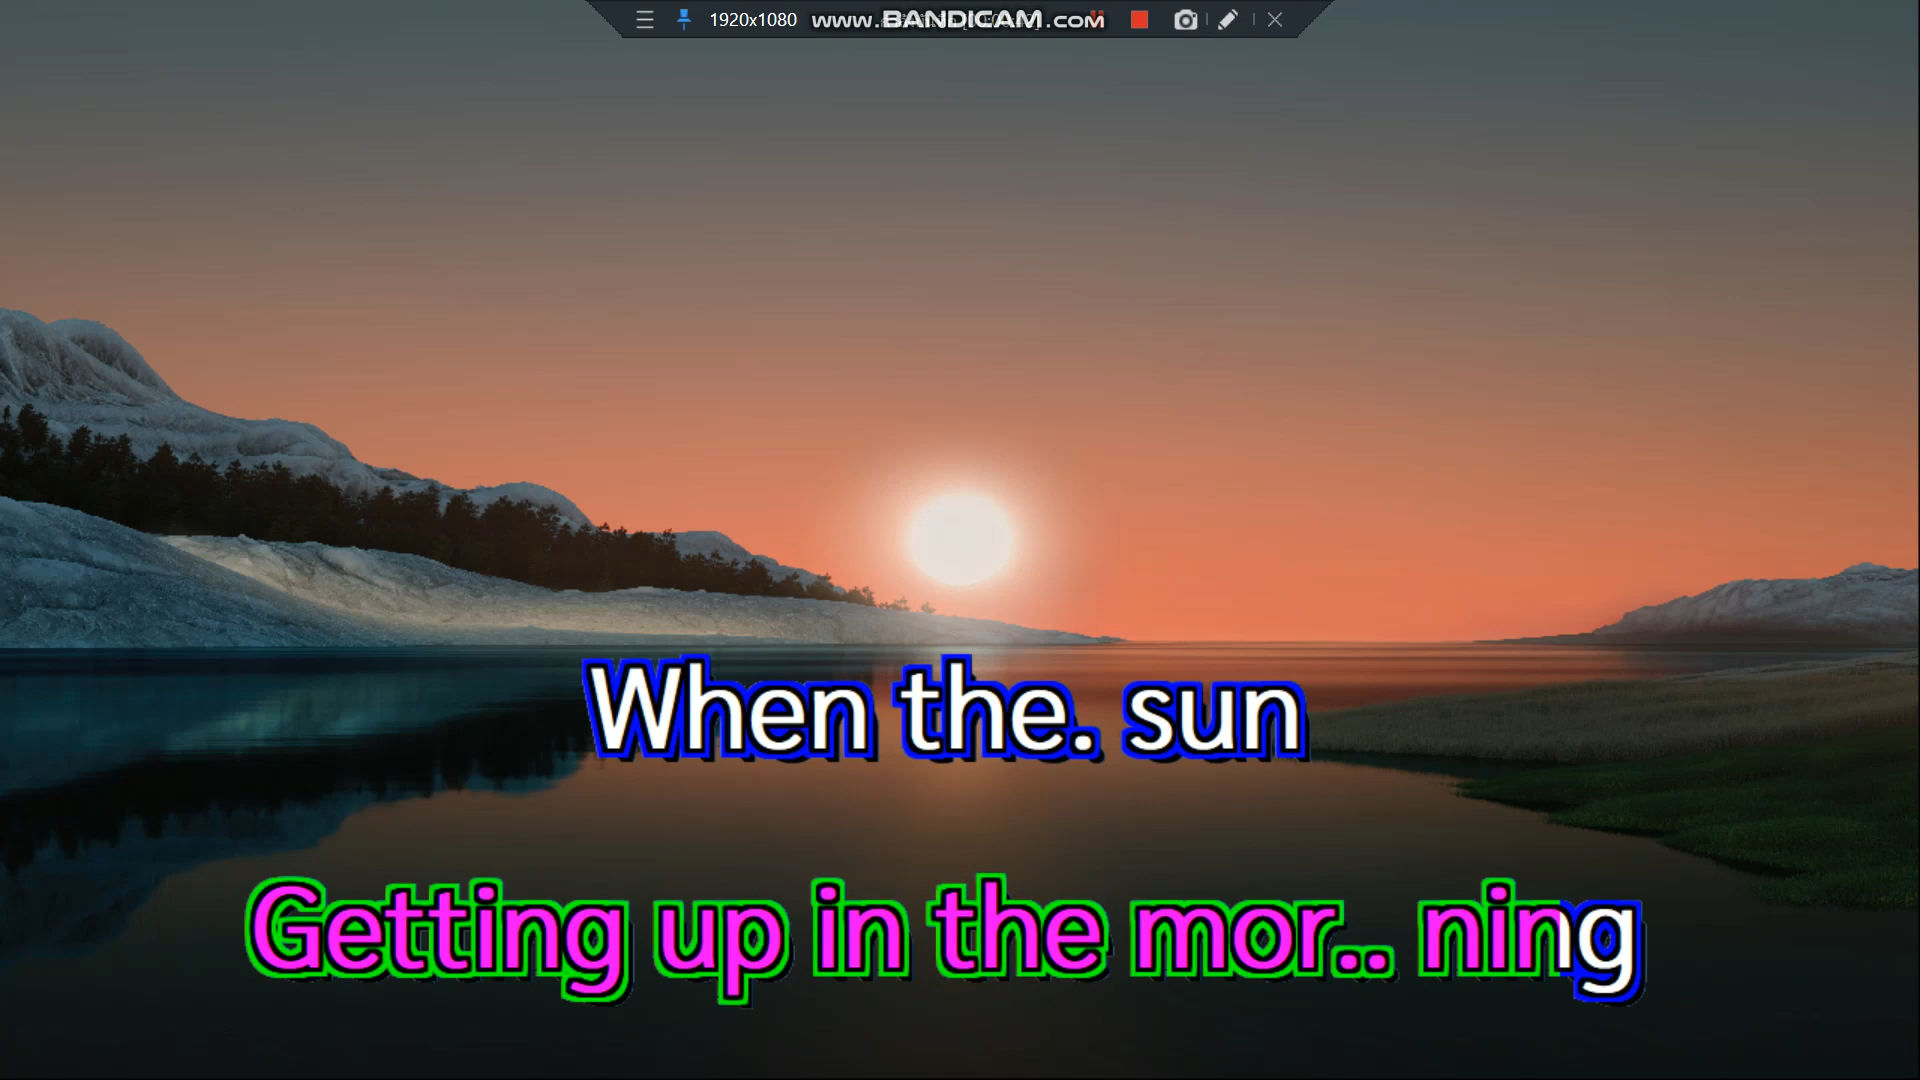 1920x1080 www.BANDICAM.com
When the. sun
Getting up in the mor.. ning